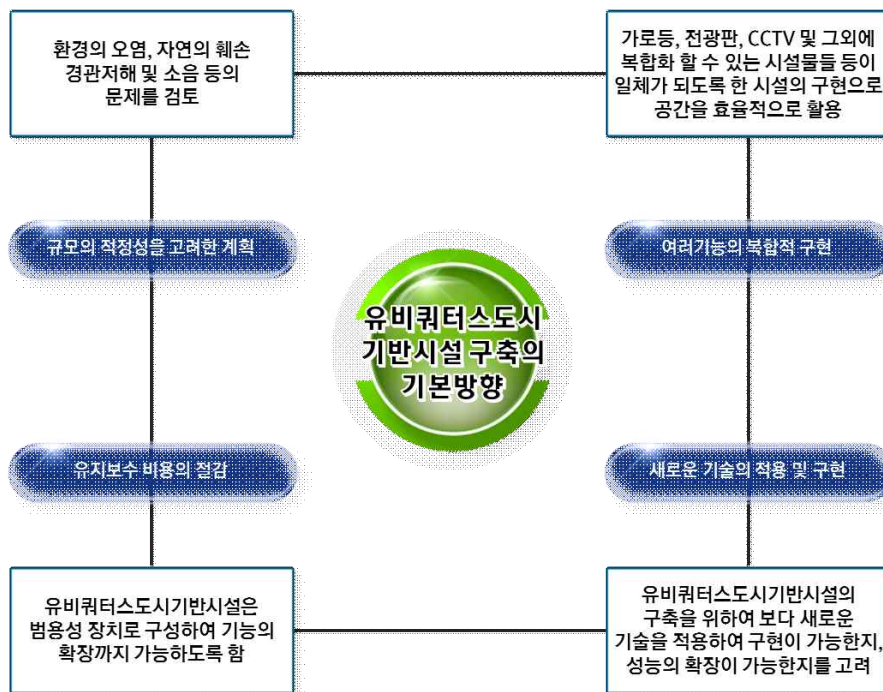 환경의 오염, 자연의 훼손
경관저해 및 소음 등의
문제를 검토
가로등, 전광판, CCTV 및 그외에
복합화 할 수 있는 시설물들 등이
일체가 되도록 한 시설의 구현으로
공간을 효율적으로 활용
규모의 적정성을 고려한 계획
여러기능의 복합적 구현
유비쿼터스도시
기반시설 구축의
기본방향
유지보수 비용의 절감
새로운 기술의 적용 및 구현
유비쿼터스도시기반시설은
범용성 장치로 구성하여 기능의
확장까지 가능하도록 함
유비쿼터스도시기반시설의
구축을 위하여 보다 새로운
기술을 적용하여 구현이 가능한지,
성능의 확장이 가능한지를 고려